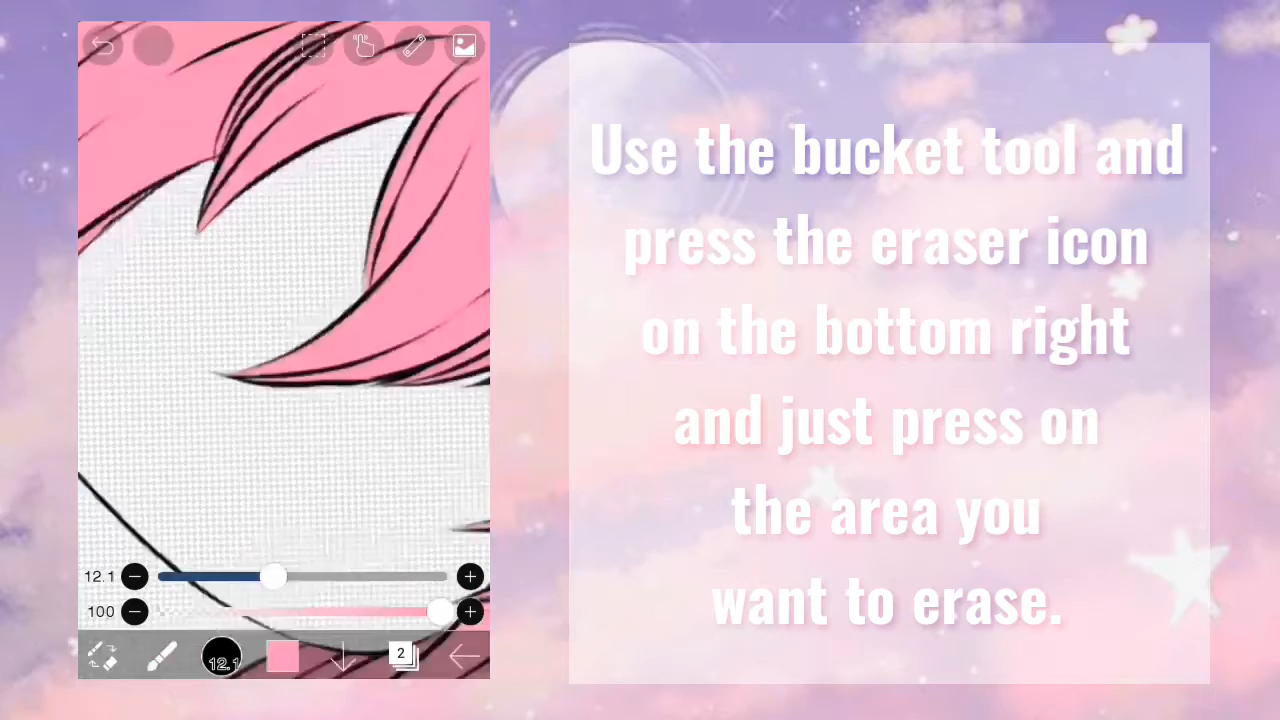 Use the bucket tool and
press the eraser icon
on the bottom right
and just press on
the area you
want to erase.
12.1
100
12.1
2